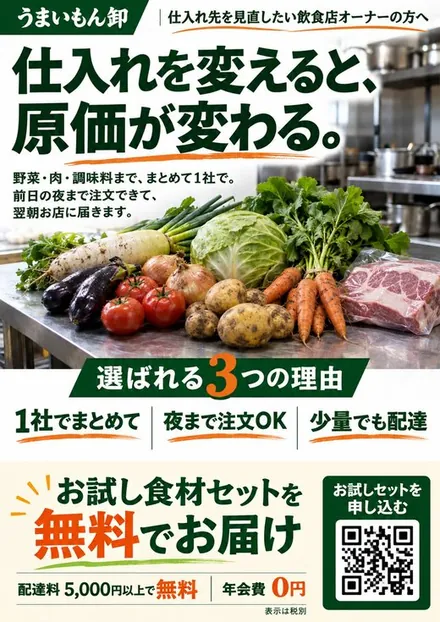 うまいもん卸
仕入れ先を見直したい飲食店オーナーの方へ
仕入れを変えると、
原価が変わる。
野菜・肉・調味料まで、まとめて1社で。
前日の夜まで注文できて、
翌朝お店に届きます。
選ばれる3つの理由
1社でまとめて
夜まで注文OK
少量でも配達
お試し食材セットを
無料でお届け
配達料 5,000円以上で無料
年会費 0円
表示は税別
お試しセットを
申し込む